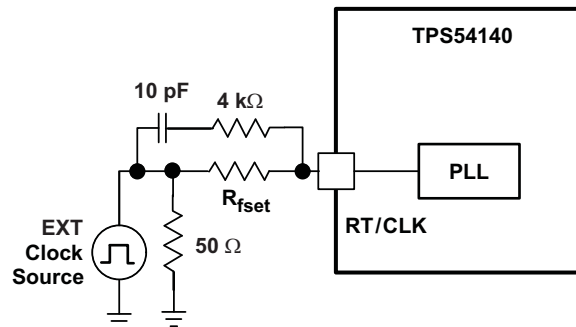 TPS54140
10 pF
4 kΩ
PLL
Rfset
RT/CLK
EXT
Clock
Source
50 Ω